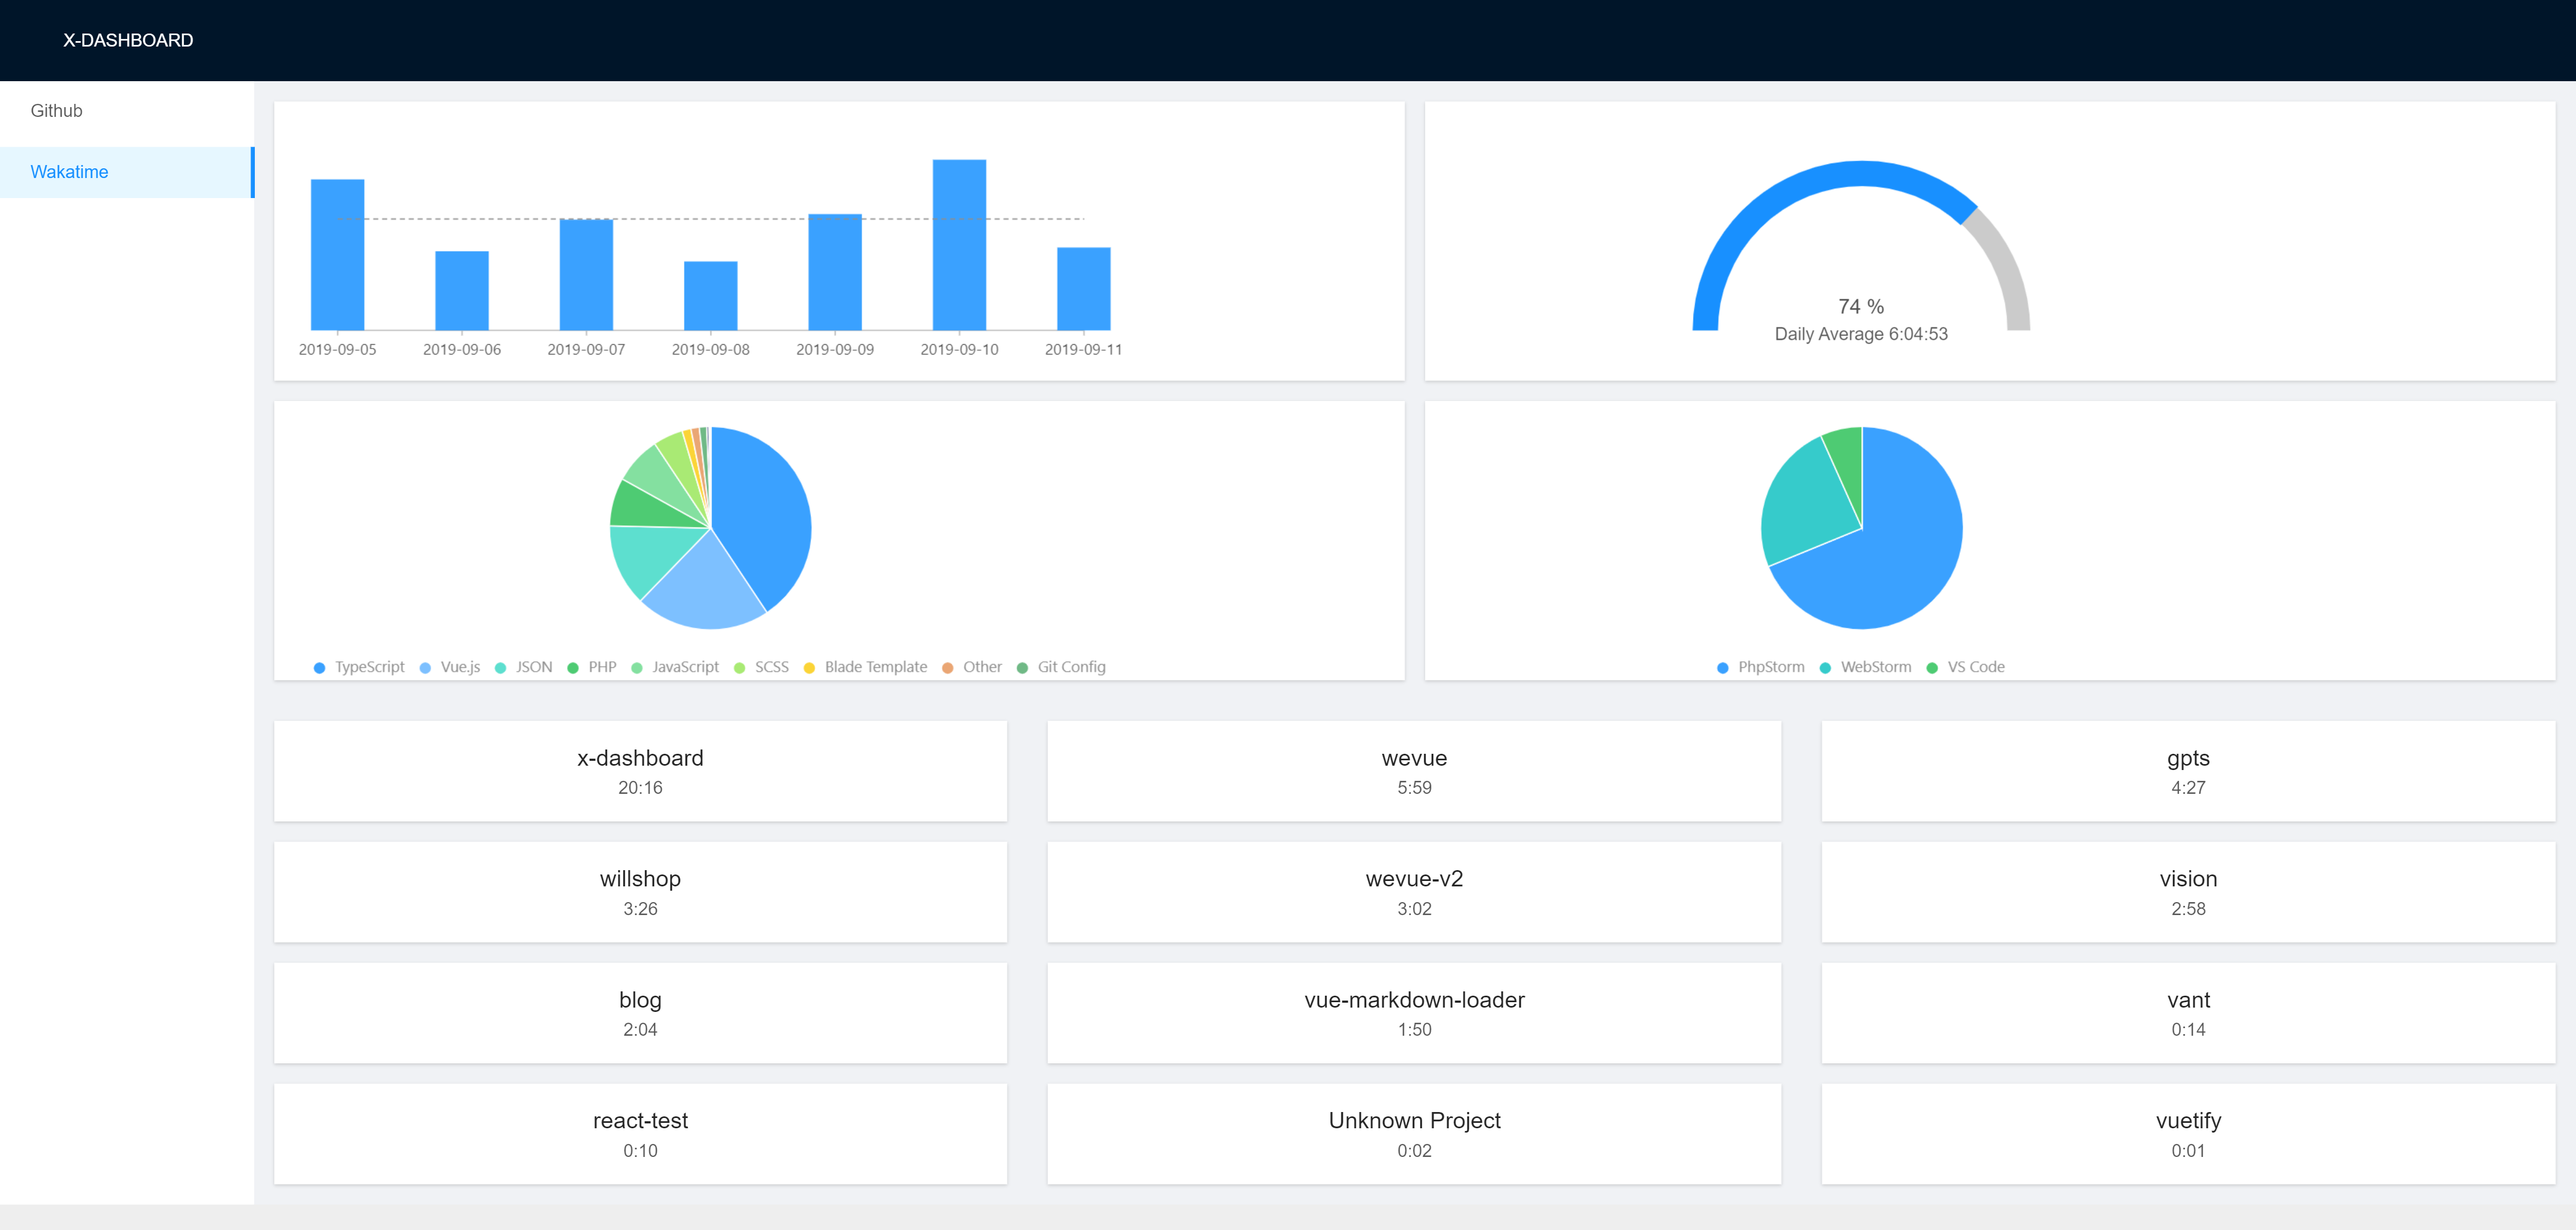 X-DASHBOARD
Github
Wakatime
2019-09-05 2019-09-06 2019-09-07 2019-09-08 2019-09-09 2019-09-10 2019-09-11
74 %
Daily Average 6:04:53
TypeScript Vue.js JSON PHP JavaScript SCSS Blade Template Other Git Config
PhpStorm WebStorm VS Code
x-dashboard
20:16
wevue
5:59
gpts
4:27
willshop
3:26
wevue-v2
3:02
vision
2:58
blog
2:04
vue-markdown-loader
1:50
vant
0:14
react-test
0:10
Unknown Project
0:02
vuetify
0:01